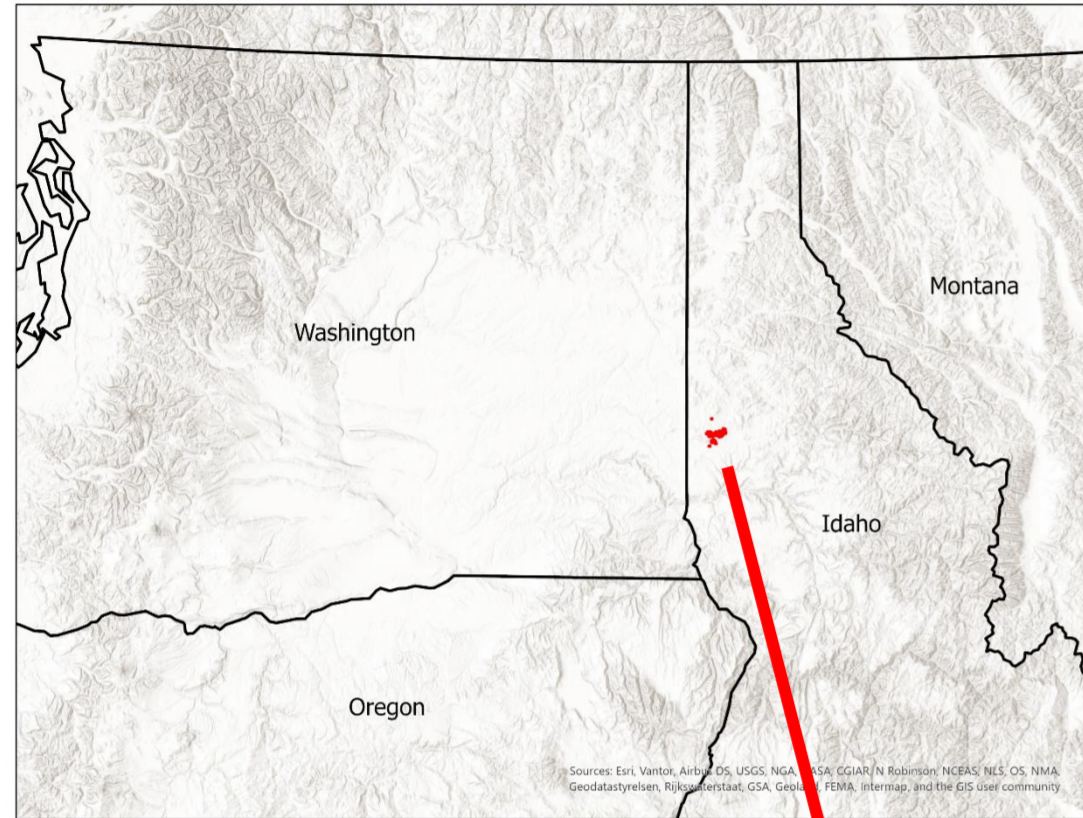 Montana
Washington
Idaho
Oregon
Sources: Esri, Vantor, Airbus DS, USGS, NGA, NASA, CGIAR, N Robinson, NCEAS, NLS, OS, NMA,
Geodatastyrelsen, Rijkswaterstaat, GSA, Geoland, FEMA, Intermap, and the GIS user community